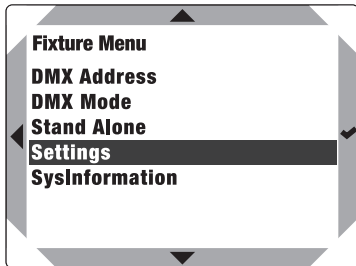 Fixture Menu
DMX Address
DMX Mode
Stand Alone
Settings
SysInformation